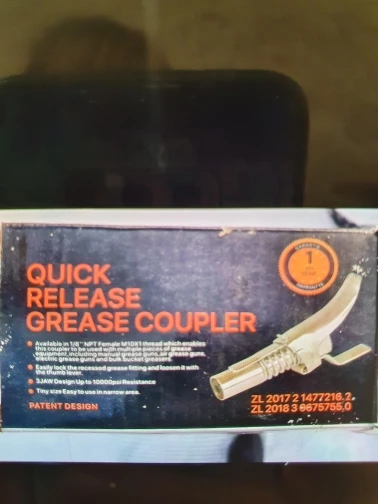 QUICK
RELEASE
GREASE COUPLER
Available in 1/8" NPT Female M10X1 thread which enables
this coupler to be used with multiple pieces of grease
equipment, including manual grease guns, air grease guns,
electric grease guns and bulk bucket greasers.
Easily lock the recessed grease fitting and loosen it with
the thumb lever.
3JAW Design Up to 10000psi Resistance
Tiny size Easy to use in narrow area.
PATENT DESIGN
1
YEAR
ZL 2017 2 1477216.2
ZL 2018 3 0675755.0